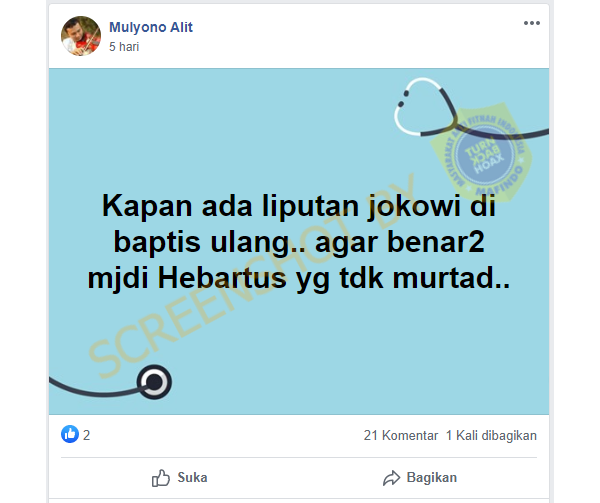 Mulyono Alit
5 hari
Kapan ada liputan jokowi di
baptis ulang.. agar benar2
mjdi Hebartus yg tdk murtad..
SCREENSHOT BY
MASYARAKAT ANTI FITNAH INDONESIA
TURN
BACK
HOAX
MAFINDO
2
21 Komentar 1 Kali dibagikan
Suka
Bagikan